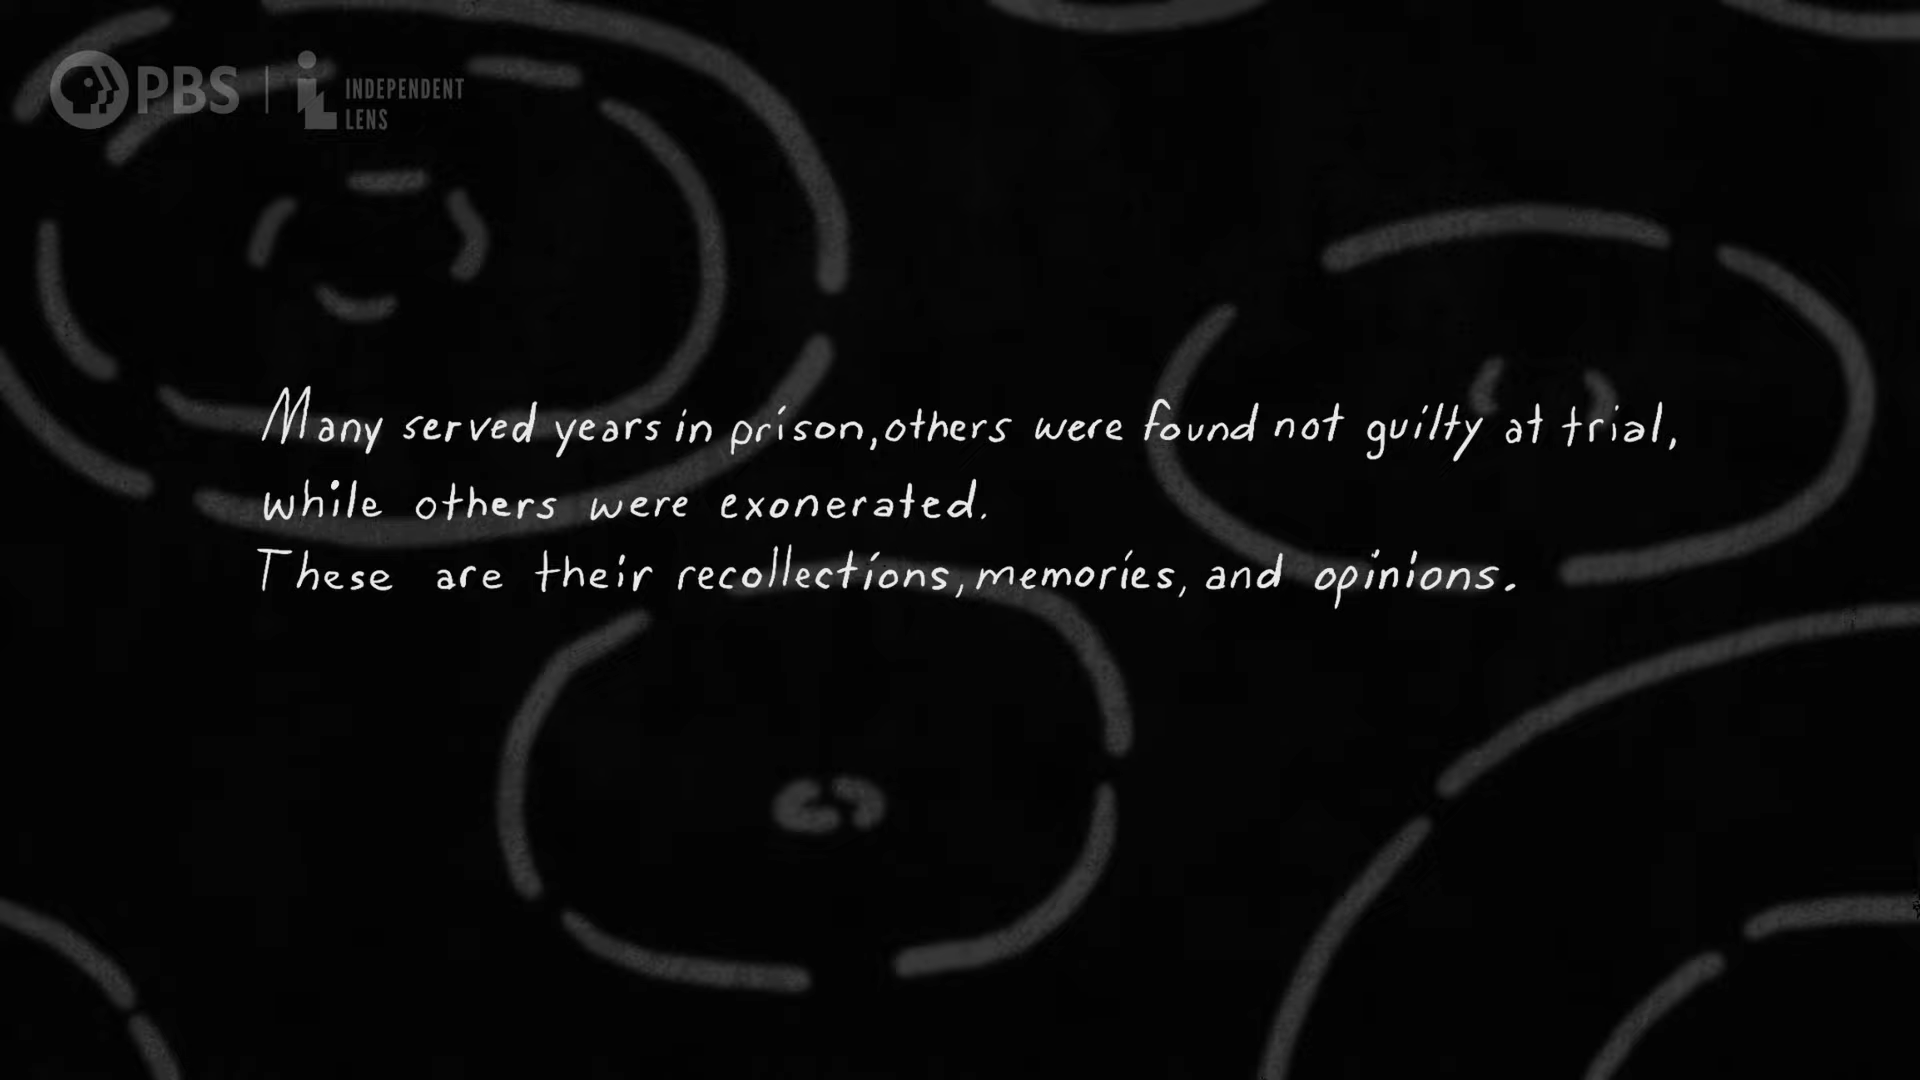 PBS | INDEPENDENT
LENS
Many served years in prison, others were found not guilty at trial,
while others were exonerated.
These are their recollections, memories, and opinions.